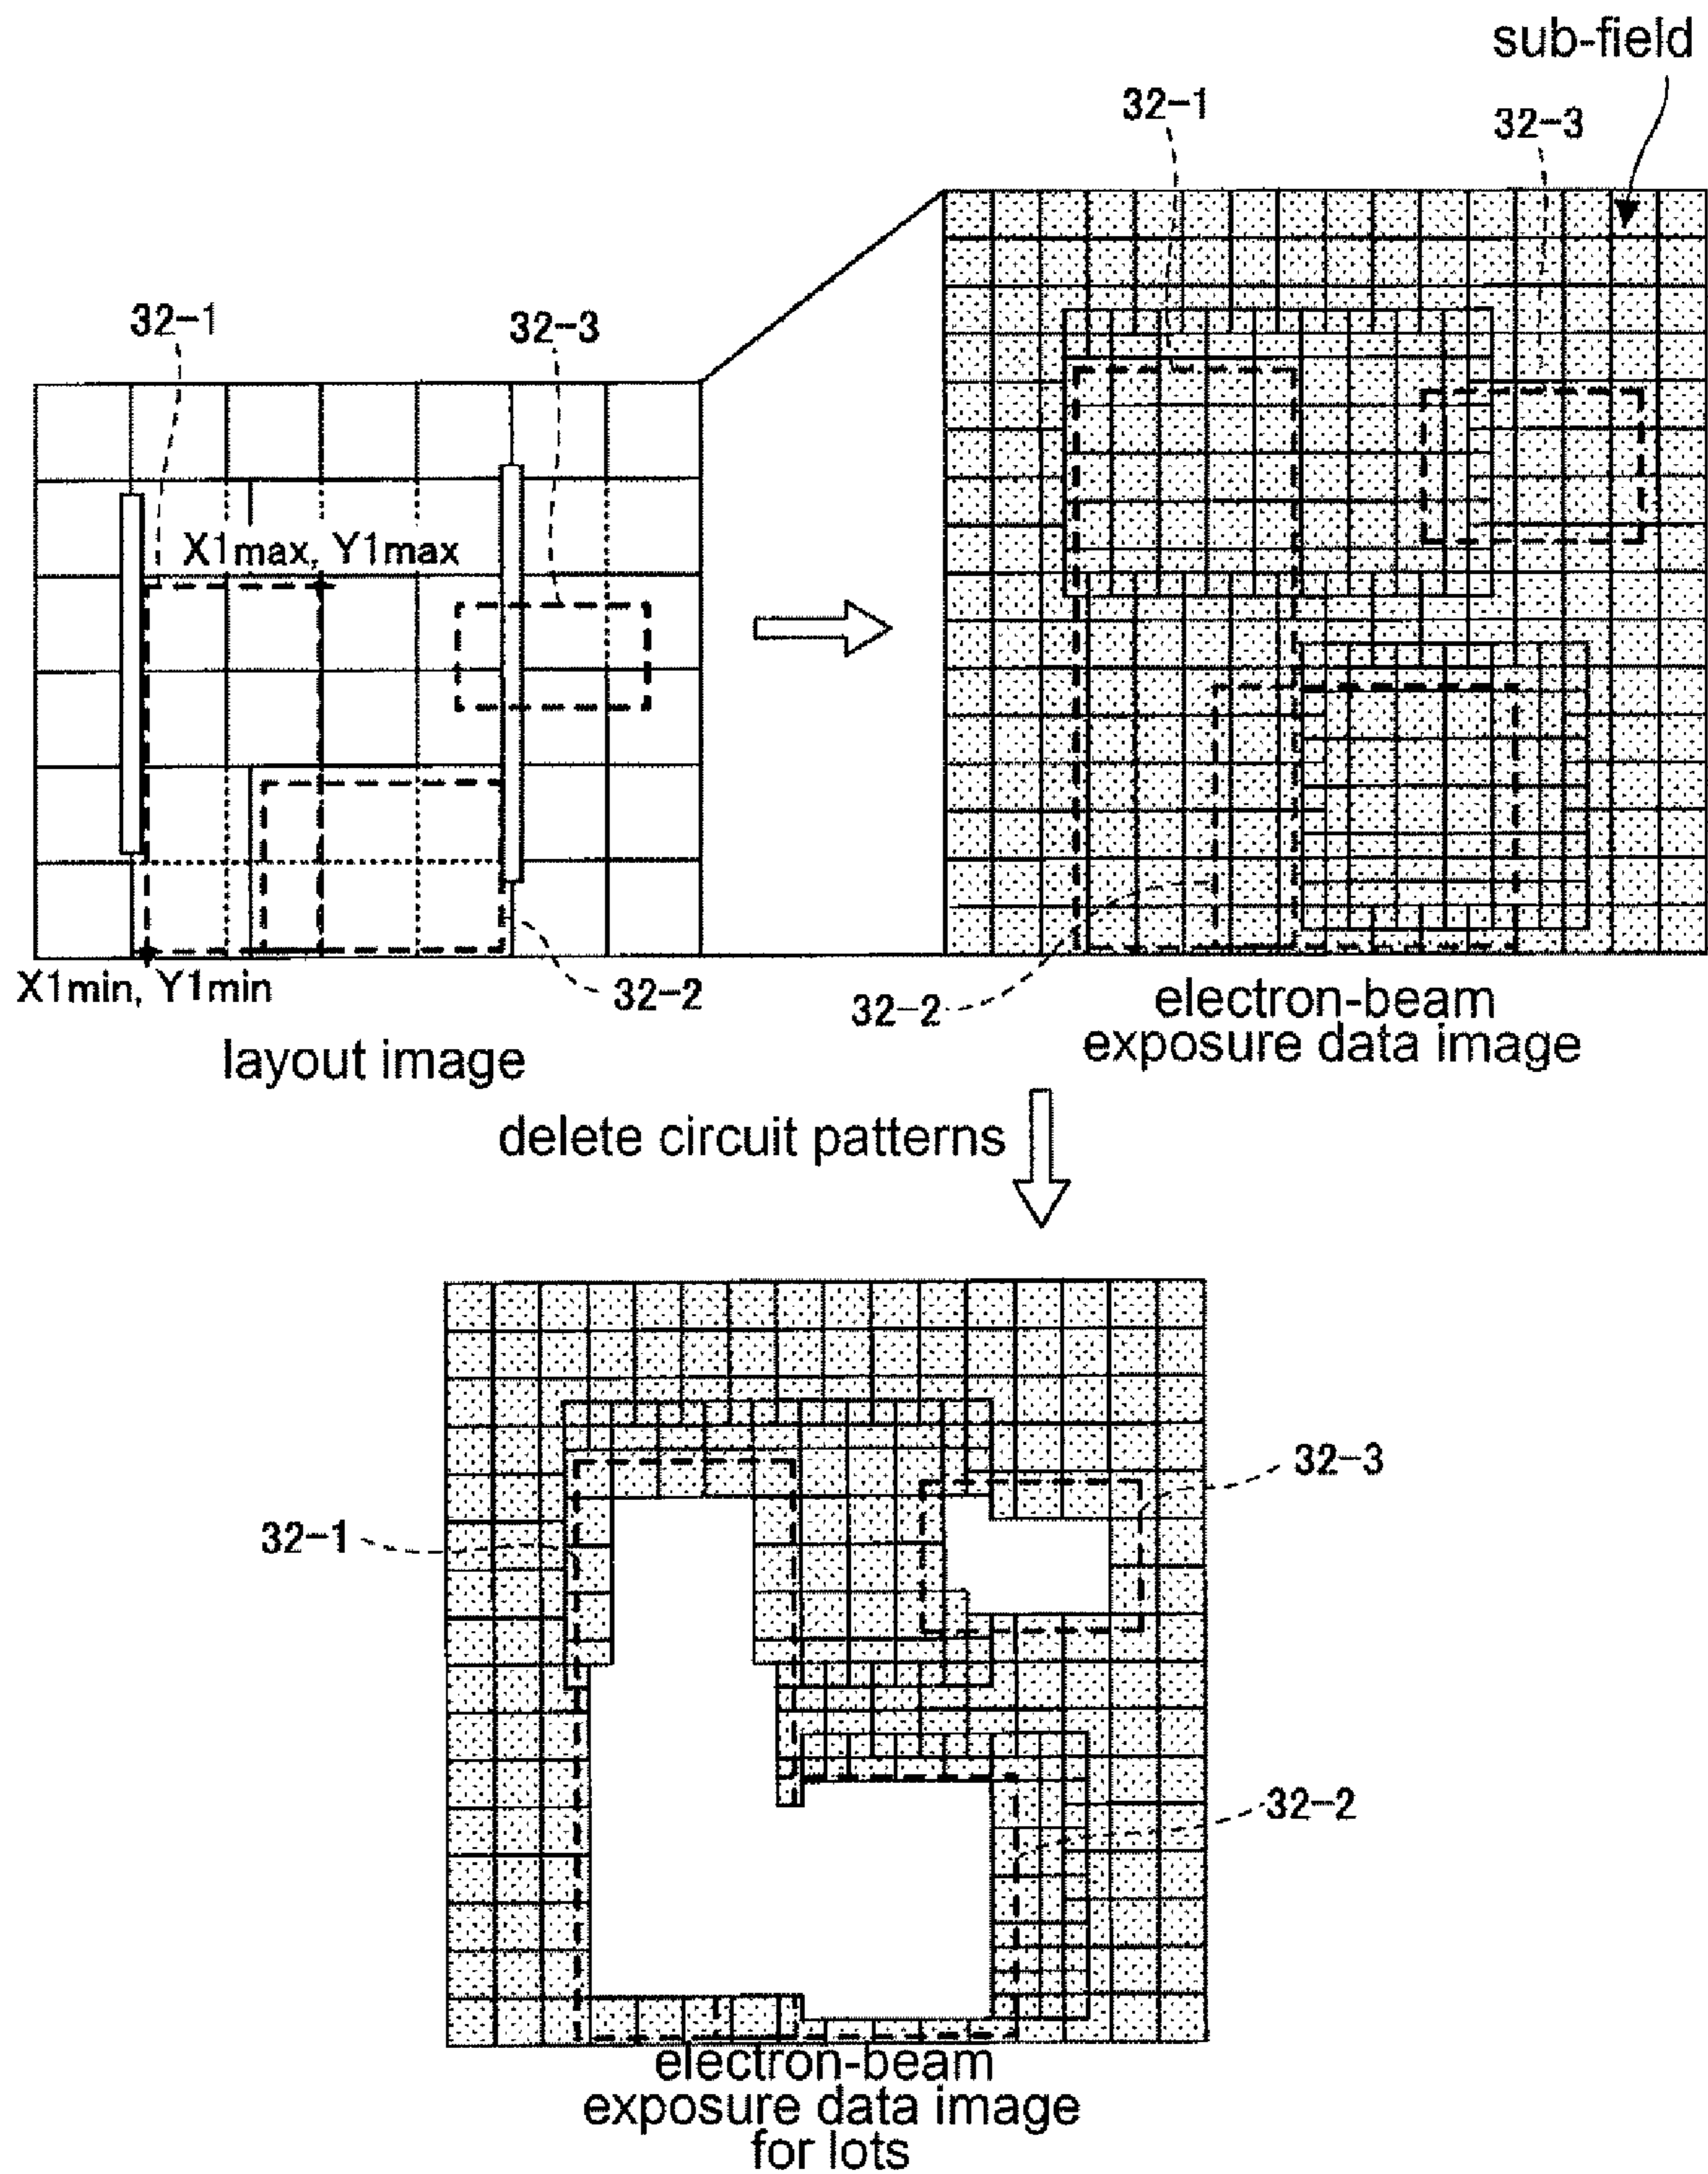 sub-field
32-1
32-3
32-1
32-3
X1max, Y1max
X1min, Y1min
32-2
32-2
layout image
electron-beam
exposure data image
delete circuit patterns
32-3
32-1
32-2
electron-beam
exposure data image
for lots